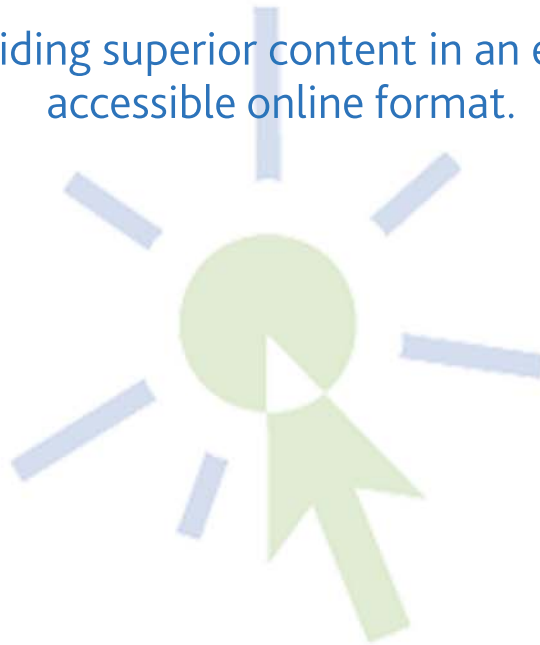 iding superior content in an e
accessible online format.